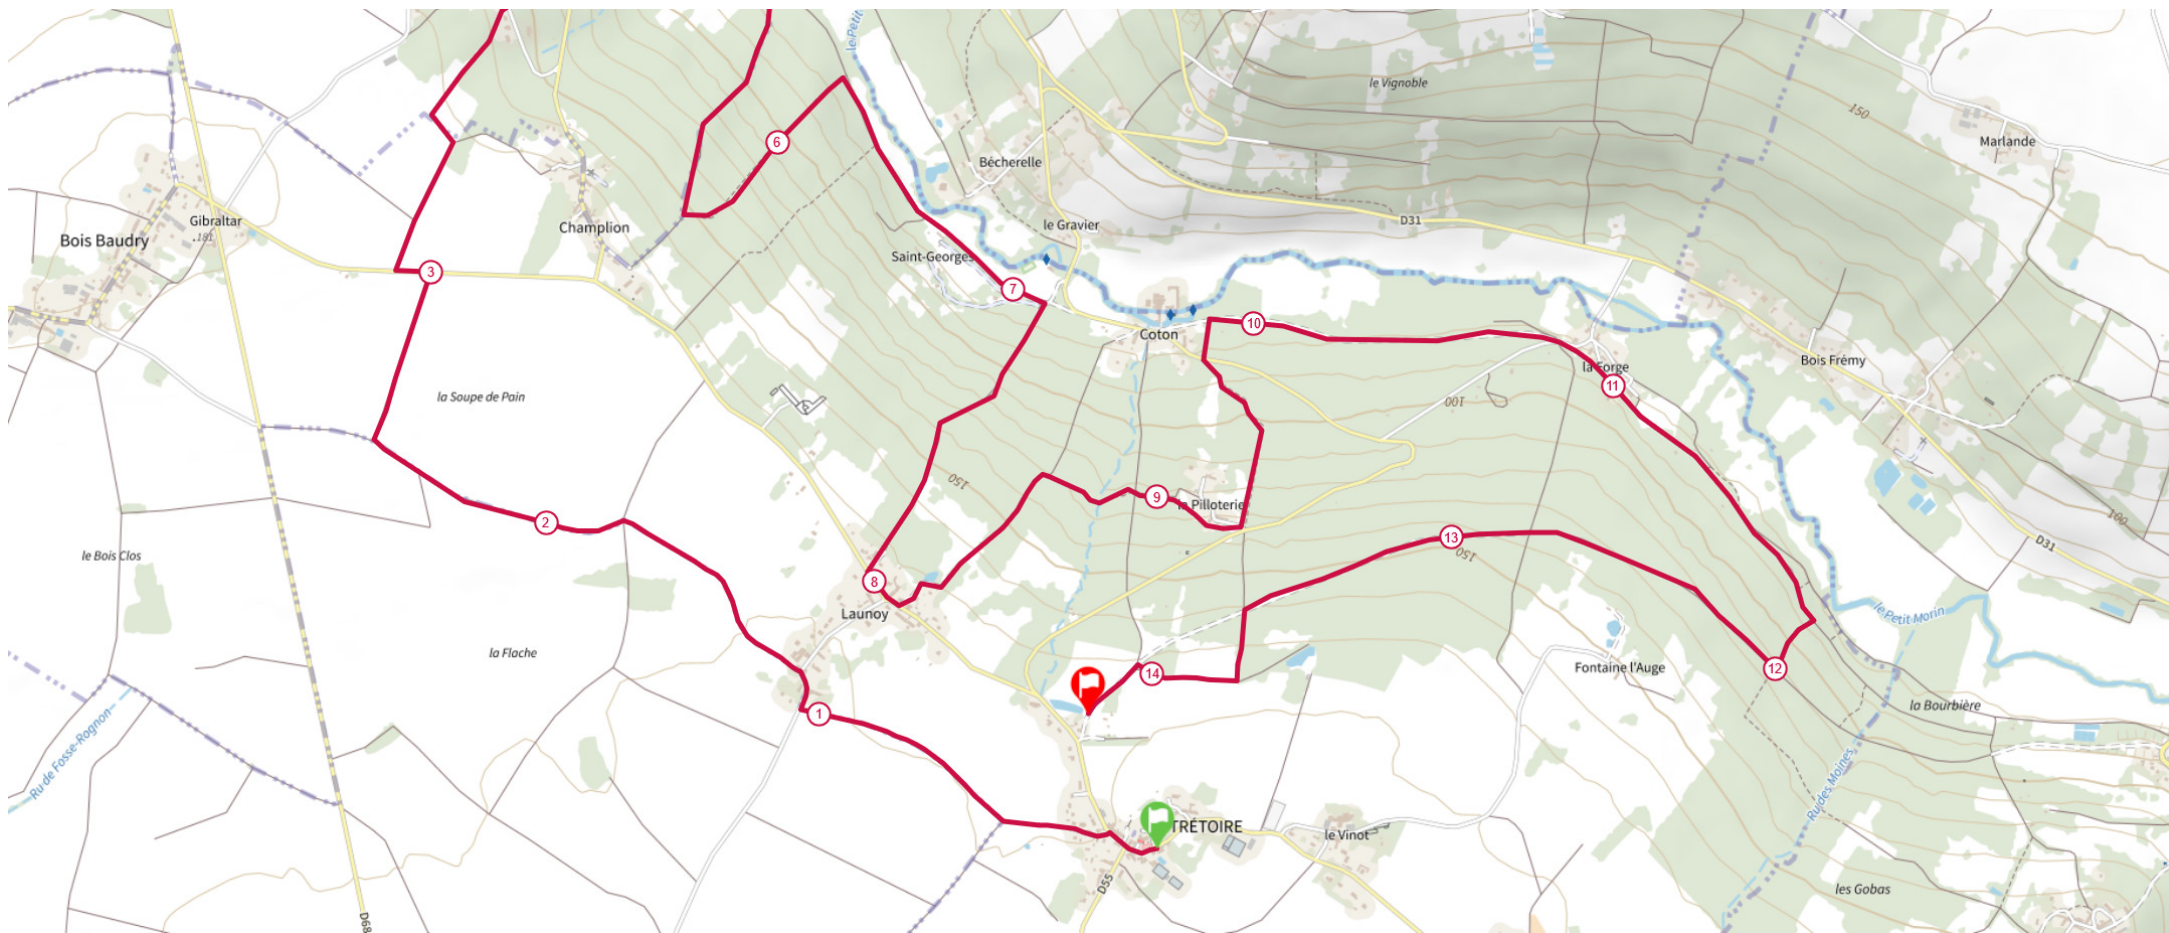 le Petit
6
le Vignoble
150
Marlande
Bécherelle
Gibraltar
181
Bois Baudry
Champlion
le Gravier
D31
Saint-Georges
3
7
10
Coton
Bois Frémy
la Forge
11
la Soupe de Pain
100
150
9
la Pilloterie
2
100
13
150
D31
le Bois Clos
8
Launoy
le Petit Morin
la Flache
Fontaine l'Auge
12
14
la Bourbière
1
Ru de Fosse-Rognon
Ru des Moines
TRÉTOIRE
le Vinot
D55
les Gobas
D68